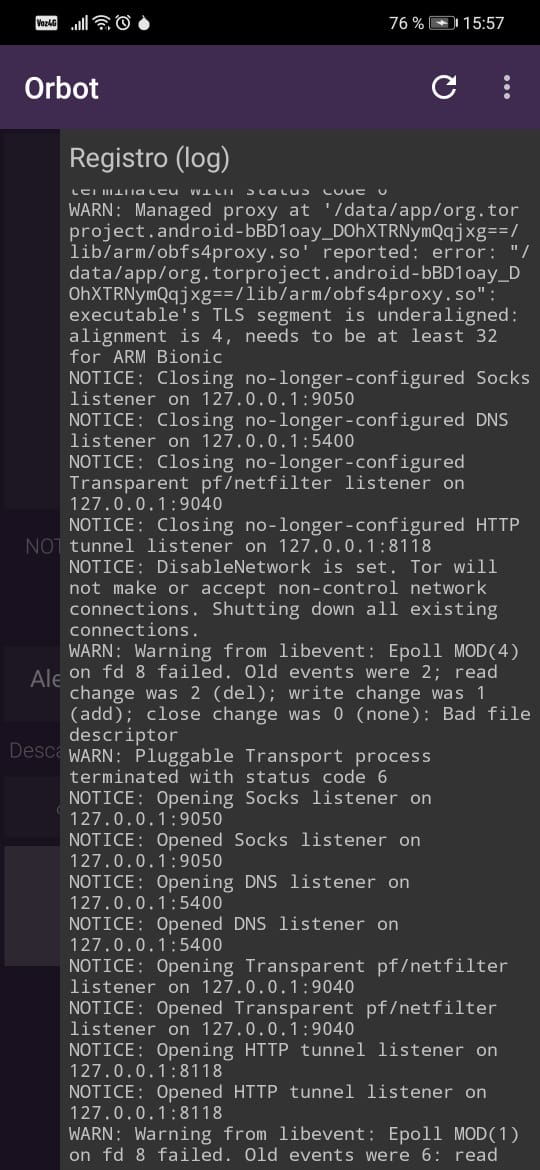 Voz4G
76 %
15:57
Orbot
Registro (log)
terminated with status code 6
WARN: Managed proxy at '/data/app/org.tor
project.android-bBD1oay_DOhXTRNymQqjxg==/
lib/arm/obfs4proxy.so' reported: error: "/
data/app/org.torproject.android-bBD1oay_D
OhXTRNymQqjxg==/lib/arm/obfs4proxy.so":
executable's TLS segment is underaligned:
alignment is 4, needs to be at least 32
for ARM Bionic
NOTICE: Closing no-longer-configured Socks
listener on 127.0.0.1:9050
NOTICE: Closing no-longer-configured DNS
listener on 127.0.0.1:5400
NOTICE: Closing no-longer-configured
Transparent pf/netfilter listener on
127.0.0.1:9040
NOTICE: Closing no-longer-configured HTTP
tunnel listener on 127.0.0.1:8118
NOTICE: DisableNetwork is set. Tor will
not make or accept non-control network
connections. Shutting down all existing
connections.
WARN: Warning from libevent: Epoll MOD(4)
on fd 8 failed. Old events were 2; read
change was 2 (del); write change was 1
(add); close change was 0 (none): Bad file
descriptor
WARN: Pluggable Transport process
terminated with status code 6
NOTICE: Opening Socks listener on
127.0.0.1:9050
NOTICE: Opened Socks listener on
127.0.0.1:9050
NOTICE: Opening DNS listener on
127.0.0.1:5400
NOTICE: Opened DNS listener on
127.0.0.1:5400
NOTICE: Opening Transparent pf/netfilter
listener on 127.0.0.1:9040
NOTICE: Opened Transparent pf/netfilter
listener on 127.0.0.1:9040
NOTICE: Opening HTTP tunnel listener on
127.0.0.1:8118
NOTICE: Opened HTTP tunnel listener on
127.0.0.1:8118
WARN: Warning from libevent: Epoll MOD(1)
on fd 8 failed. Old events were 6; read
NOT
Ale
Desca